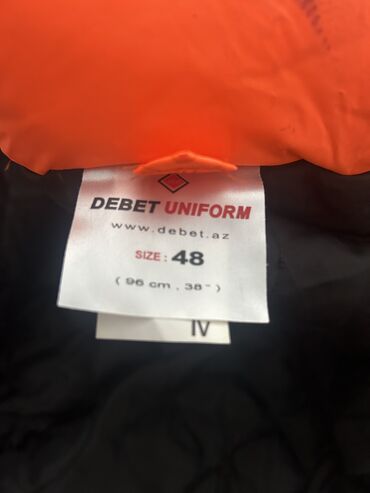 DEBET UNIFORM
www.debet.az
SIZE: 48
( 96 cm . 38" )
IV